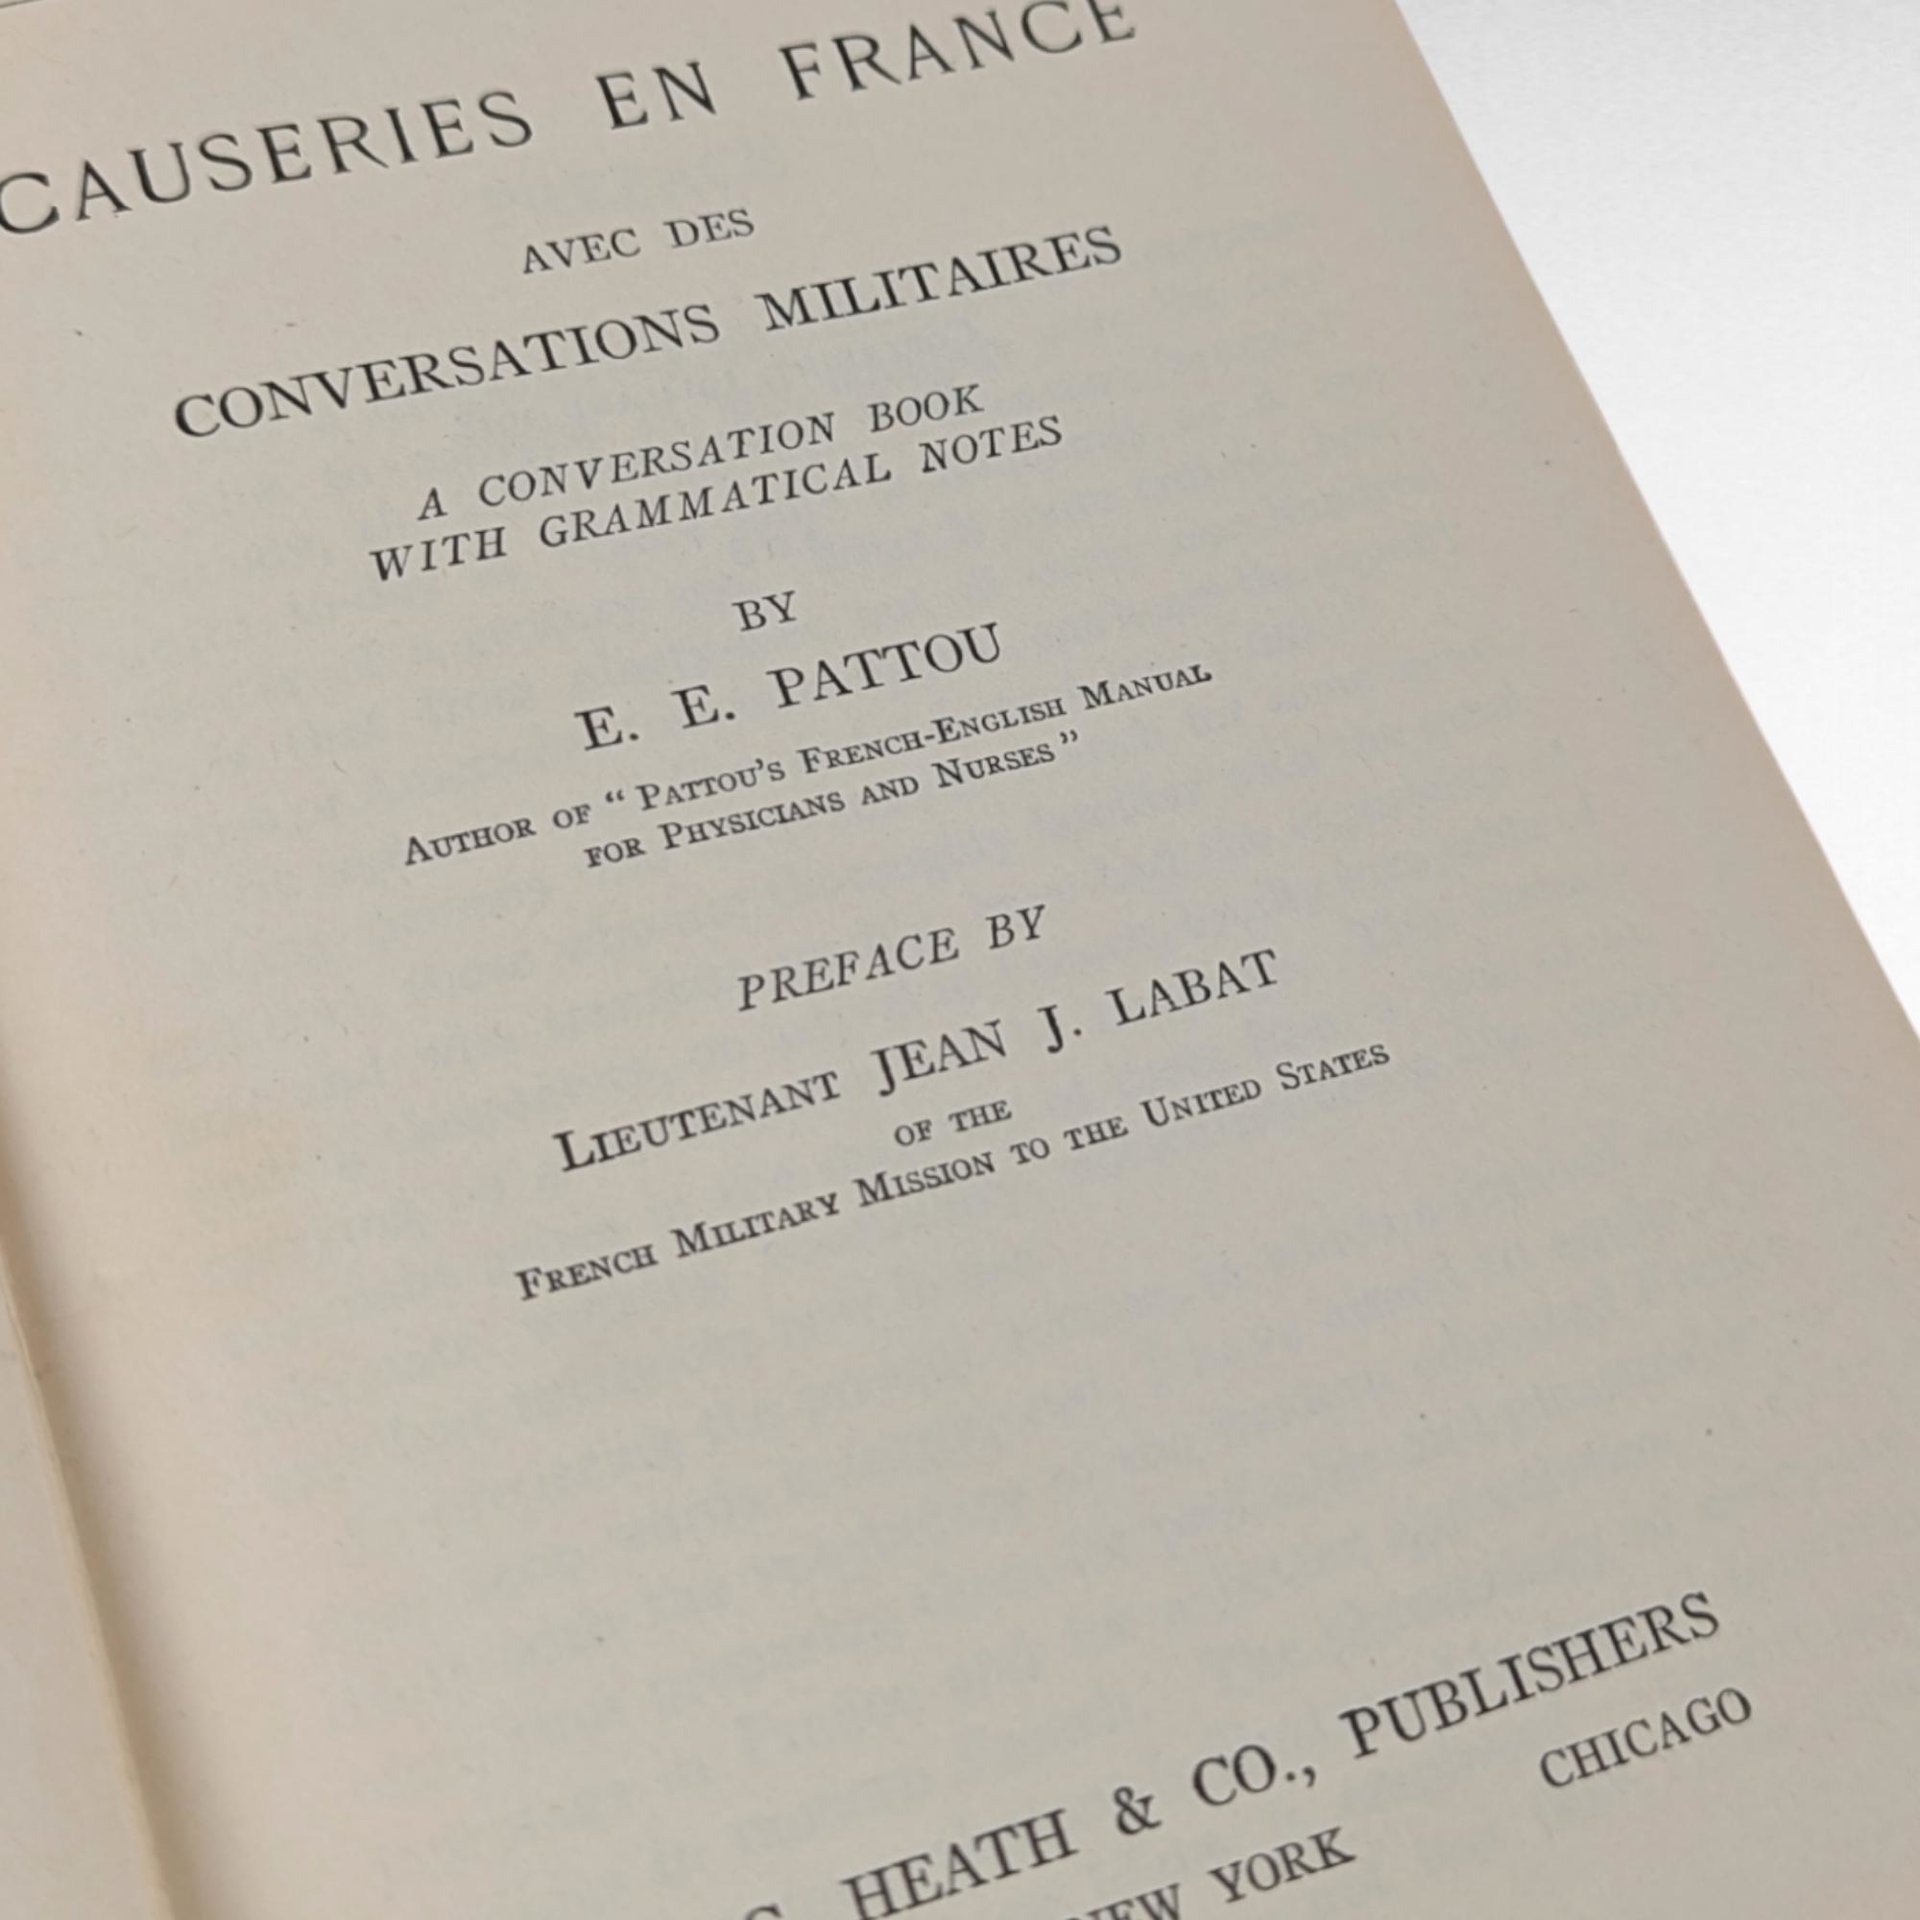 CAUSERIES EN FRANCE
AVEC DES
CONVERSATIONS MILITAIRES
A CONVERSATION BOOK
WITH GRAMMATICAL NOTES
BY
E. E. PATTOU
AUTHOR OF “ PATTOU'S FRENCH-ENGLISH MANUAL
FOR PHYSICIANS AND NURSES ”
PREFACE BY
LIEUTENANT JEAN J. LABAT
OF THE
FRENCH MILITARY MISSION TO THE UNITED STATES
HEATH & CO., PUBLISHERS
NEW YORK CHICAGO